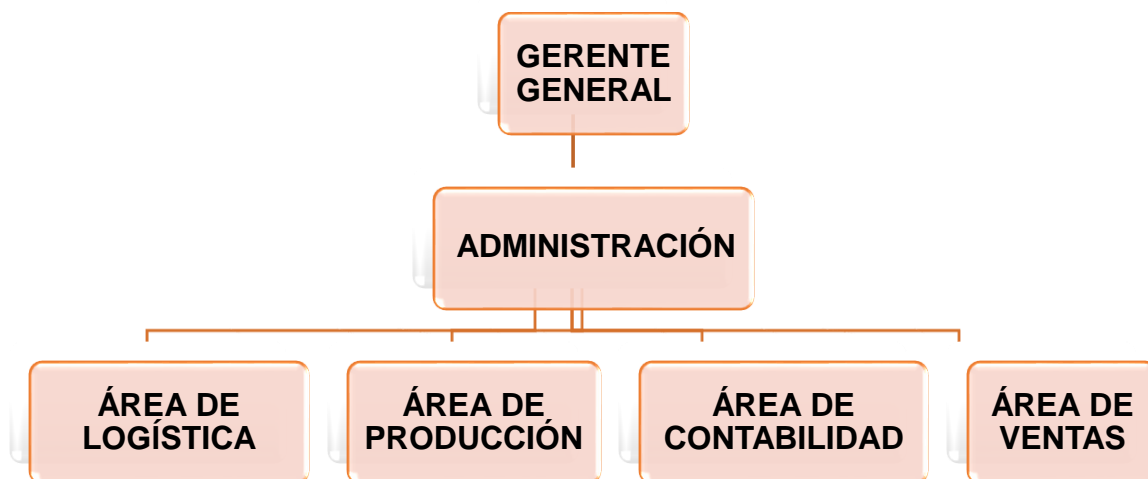 GERENTE
GENERAL
ADMINISTRACIÓN
ÁREA DE
LOGÍSTICA
ÁREA DE
PRODUCCIÓN
ÁREA DE
CONTABILIDAD
ÁREA DE
VENTAS